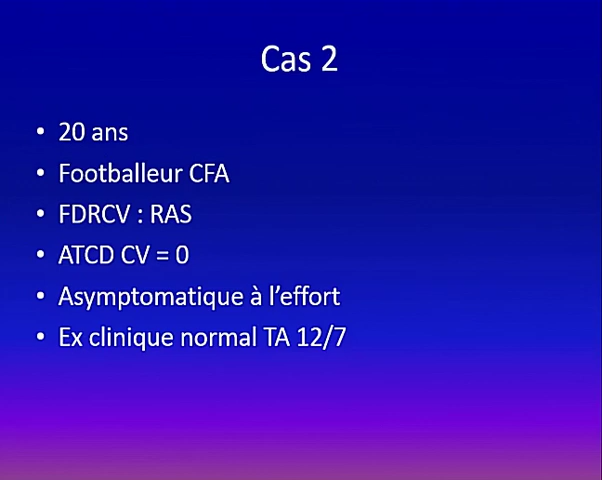 Cas 2
• 20 ans
• Footballeur CFA
• FDRCV : RAS
• ATCD CV = 0
• Asymptomatique à l’effort
• Ex clinique normal TA 12/7